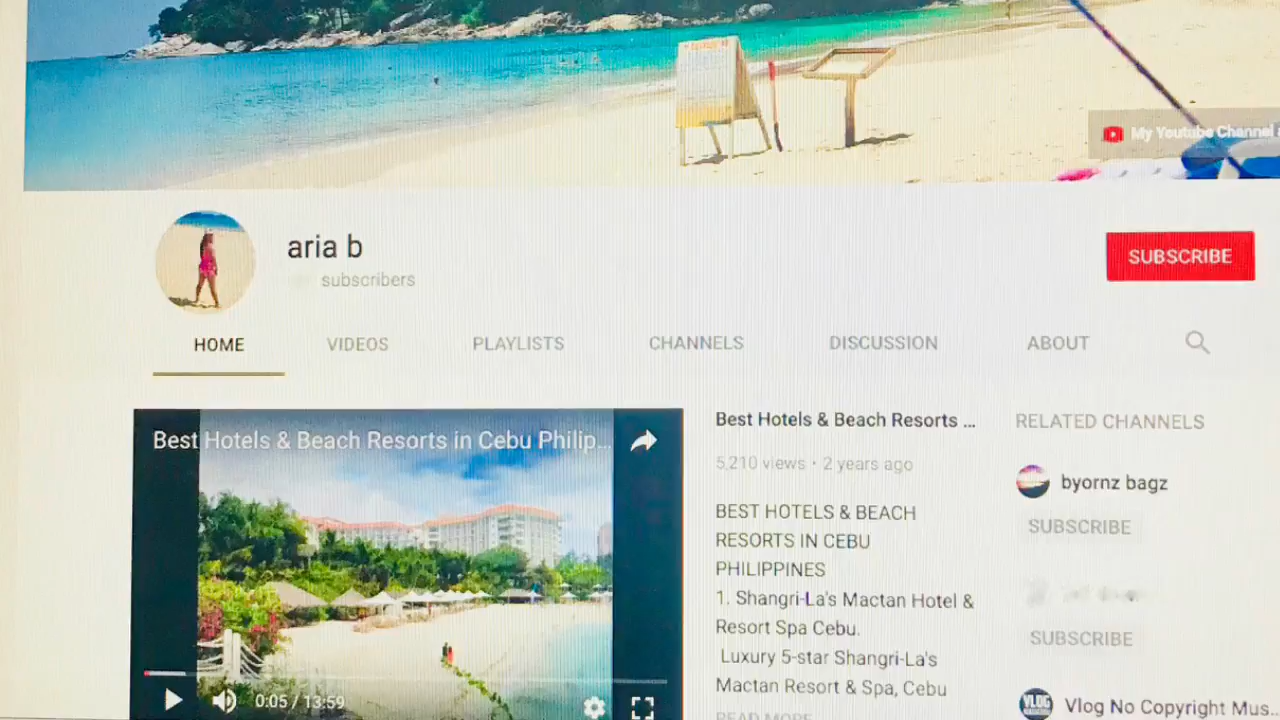 My Youtube Channel
aria b
subscribers
SUBSCRIBE
HOME
VIDEOS
PLAYLISTS
CHANNELS
DISCUSSION
ABOUT
Best Hotels & Beach Resorts in Cebu Philip...
0:05 / 13:59
Best Hotels & Beach Resorts ...
5,210 views • 2 years ago
BEST HOTELS & BEACH
RESORTS IN CEBU
PHILIPPINES
1. Shangri-La's Mactan Hotel &
Resort Spa Cebu.
Luxury 5-star Shangri-La's
Mactan Resort & Spa, Cebu
READ MORE
RELATED CHANNELS
byornz bagz
SUBSCRIBE
SUBSCRIBE
VLOG
Vlog No Copyright Mus...